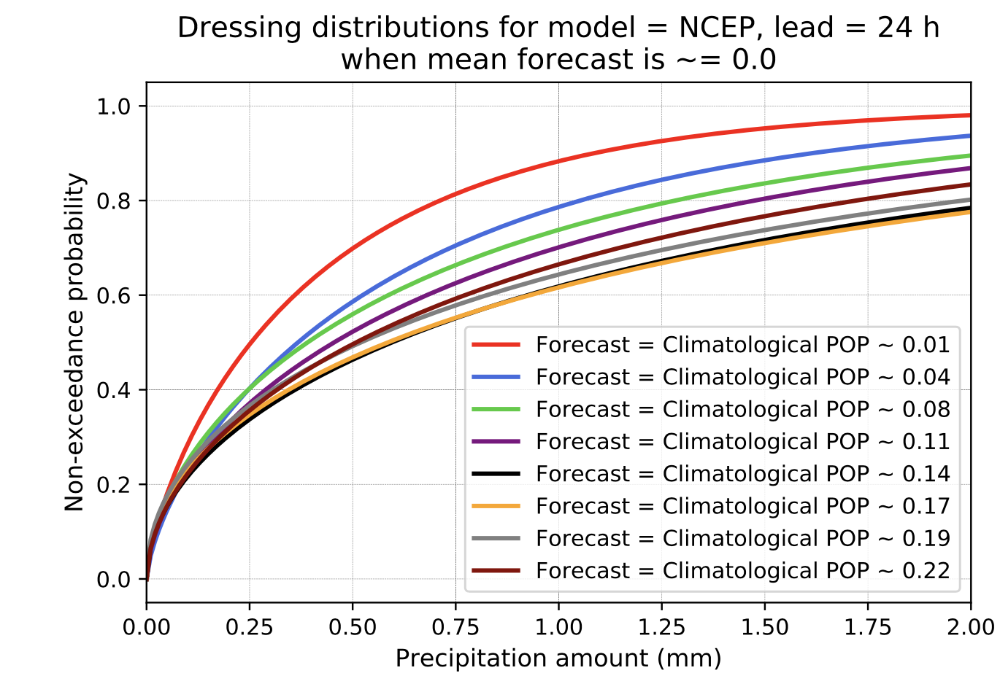 Dressing distributions for model = NCEP, lead = 24 h
when mean forecast is ~= 0.0
Non-exceedance probability
1.0
0.8
0.6
0.4
0.2
0.0
Forecast = Climatological POP ~ 0.01
Forecast = Climatological POP ~ 0.04
Forecast = Climatological POP ~ 0.08
Forecast = Climatological POP ~ 0.11
Forecast = Climatological POP ~ 0.14
Forecast = Climatological POP ~ 0.17
Forecast = Climatological POP ~ 0.19
Forecast = Climatological POP ~ 0.22
0.00 0.25 0.50 0.75 1.00 1.25 1.50 1.75 2.00
Precipitation amount (mm)